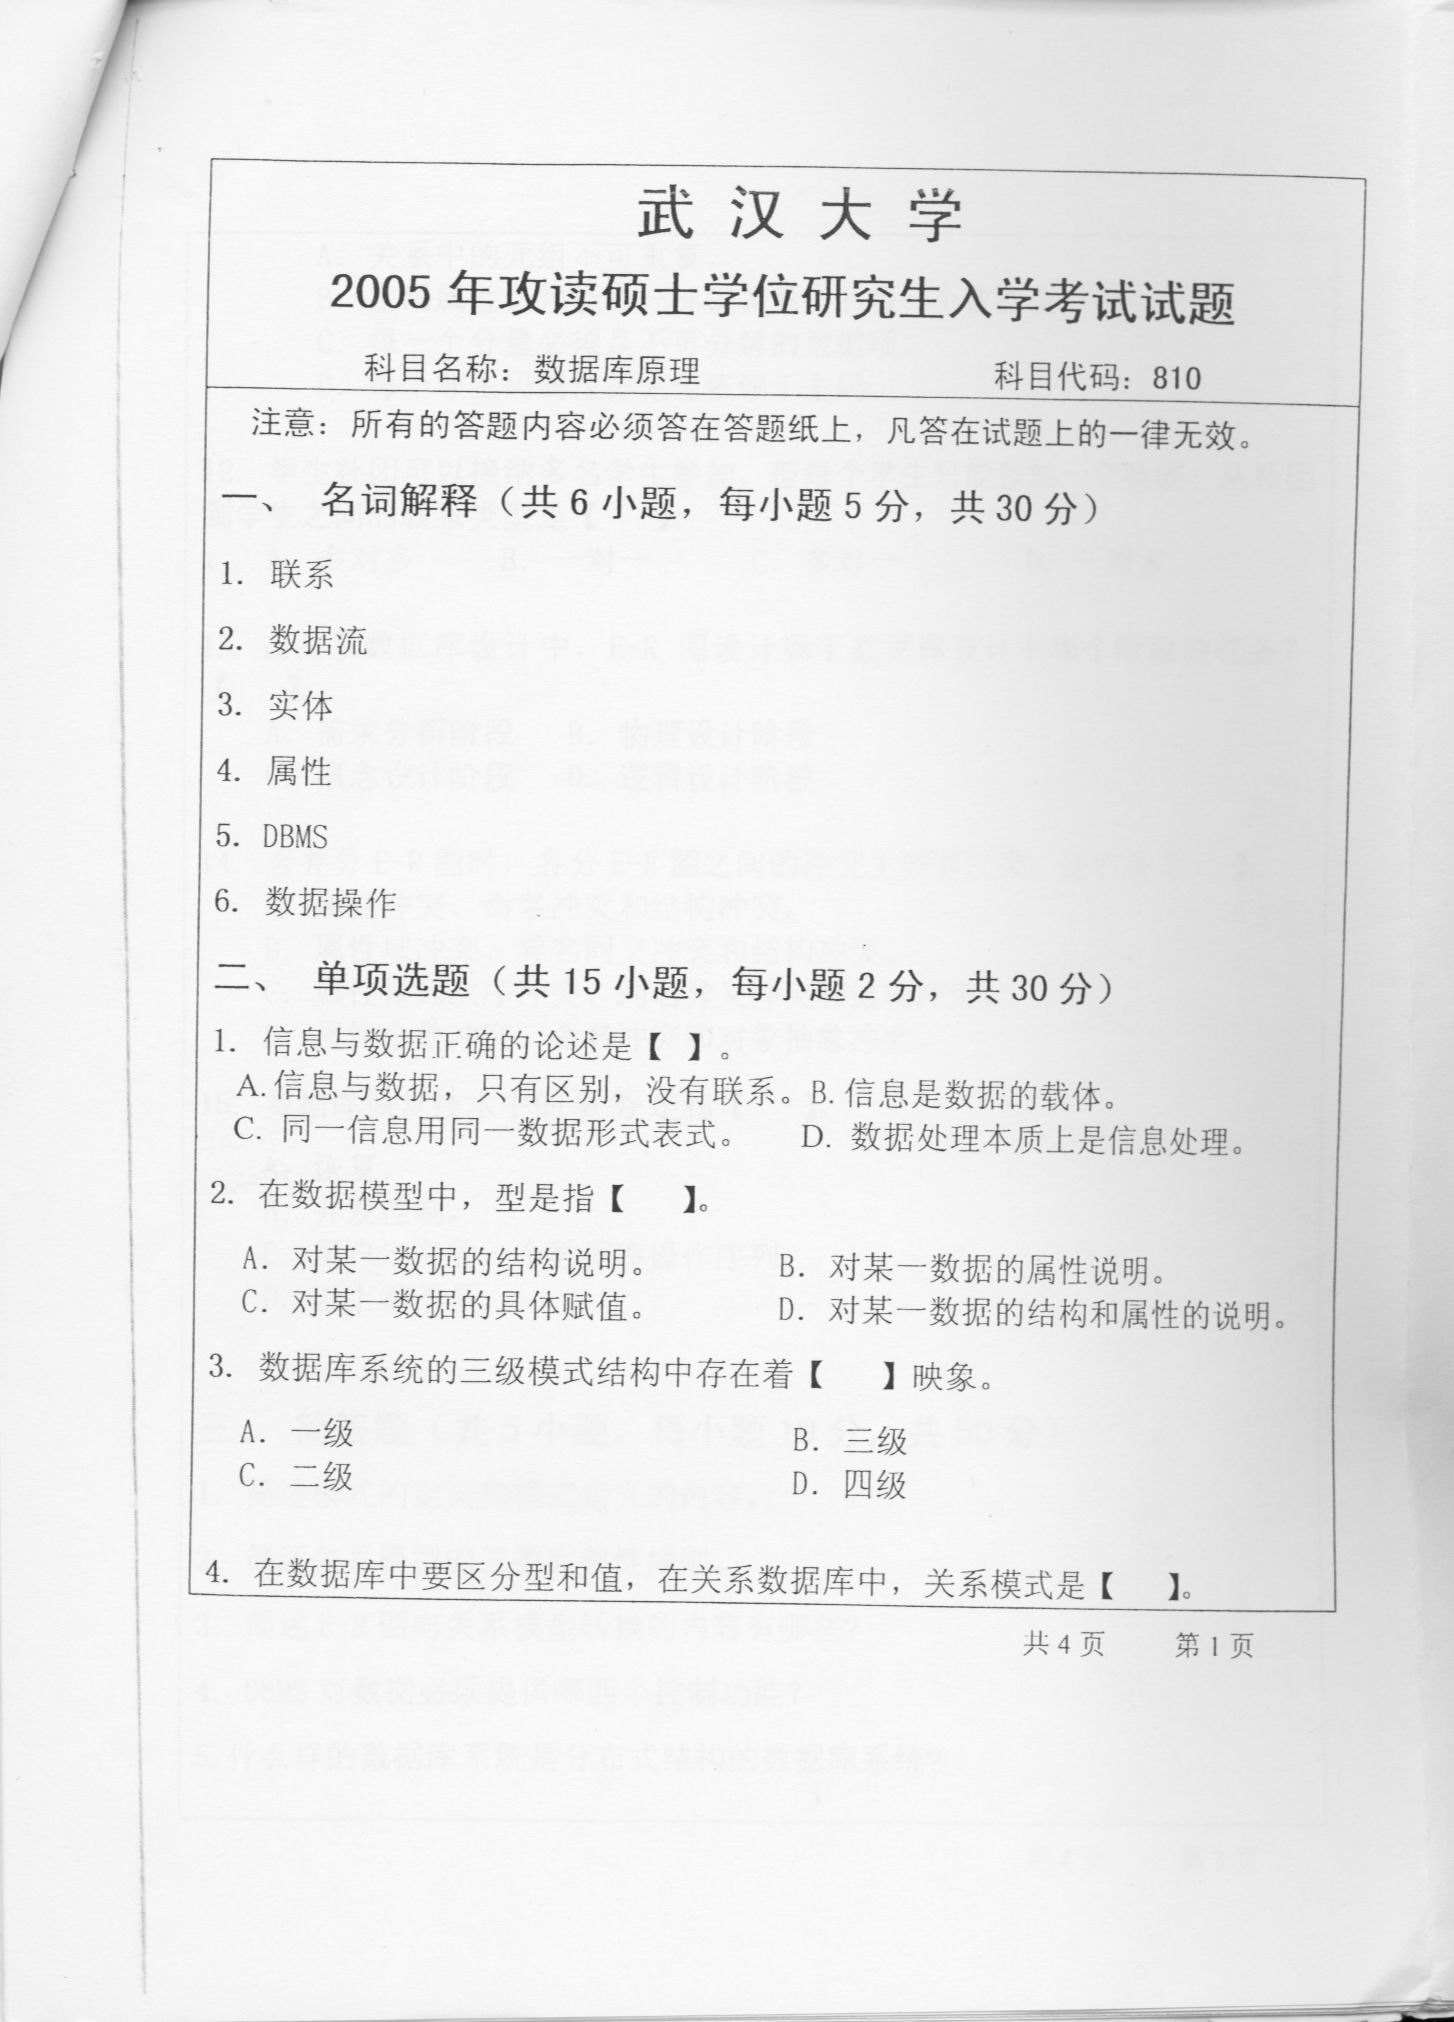 武 汉 大 学
2005 年攻读硕士学位研究生入学考试试题
科目名称：数据库原理 科目代码：810
注意：所有的答题内容必须答在答题纸上，凡答在试题上的一律无效。
一、 名词解释（共 6 小题，每小题 5 分，共 30 分）
1. 联系
2. 数据流
3. 实体
4. 属性
5. DBMS
6. 数据操作
二、 单项选题（共 15 小题，每小题 2 分，共 30 分）
1. 信息与数据正确的论述是【 】。
A. 信息与数据，只有区别，没有联系。B. 信息是数据的载体。
C. 同一信息用同一数据形式表式。 D. 数据处理本质上是信息处理。
2. 在数据模型中，型是指【 】。
A. 对某一数据的结构说明。 B. 对某一数据的属性说明。
C. 对某一数据的具体赋值。 D. 对某一数据的结构和属性的说明。
3. 数据库系统的三级模式结构中存在着【 】映象。
A. 一级 B. 三级
C. 二级 D. 四级
4. 在数据库中要区分型和值，在关系数据库中，关系模式是【 】。
共 4 页 第 1 页